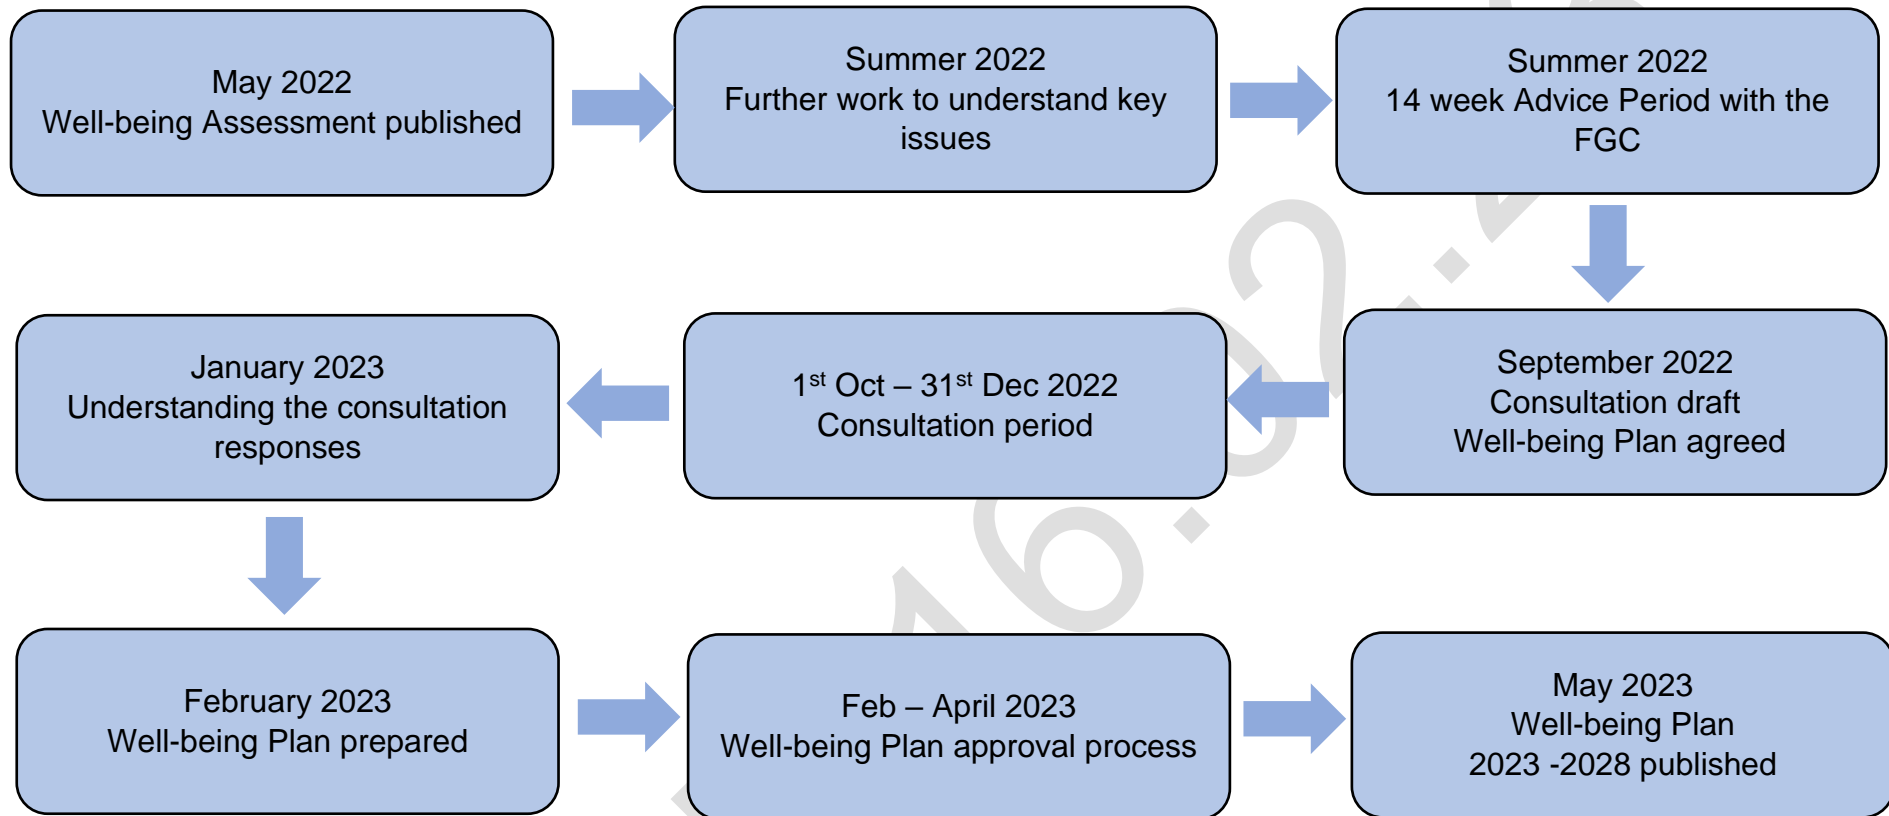 May 2022
Well-being Assessment published
Summer 2022
Further work to understand key
issues
Summer 2022
14 week Advice Period with the
FGC
September 2022
Consultation draft
Well-being Plan agreed
1st Oct – 31st Dec 2022
Consultation period
January 2023
Understanding the consultation
responses
February 2023
Well-being Plan prepared
Feb – April 2023
Well-being Plan approval process
May 2023
Well-being Plan
2023 -2028 published
16.02.